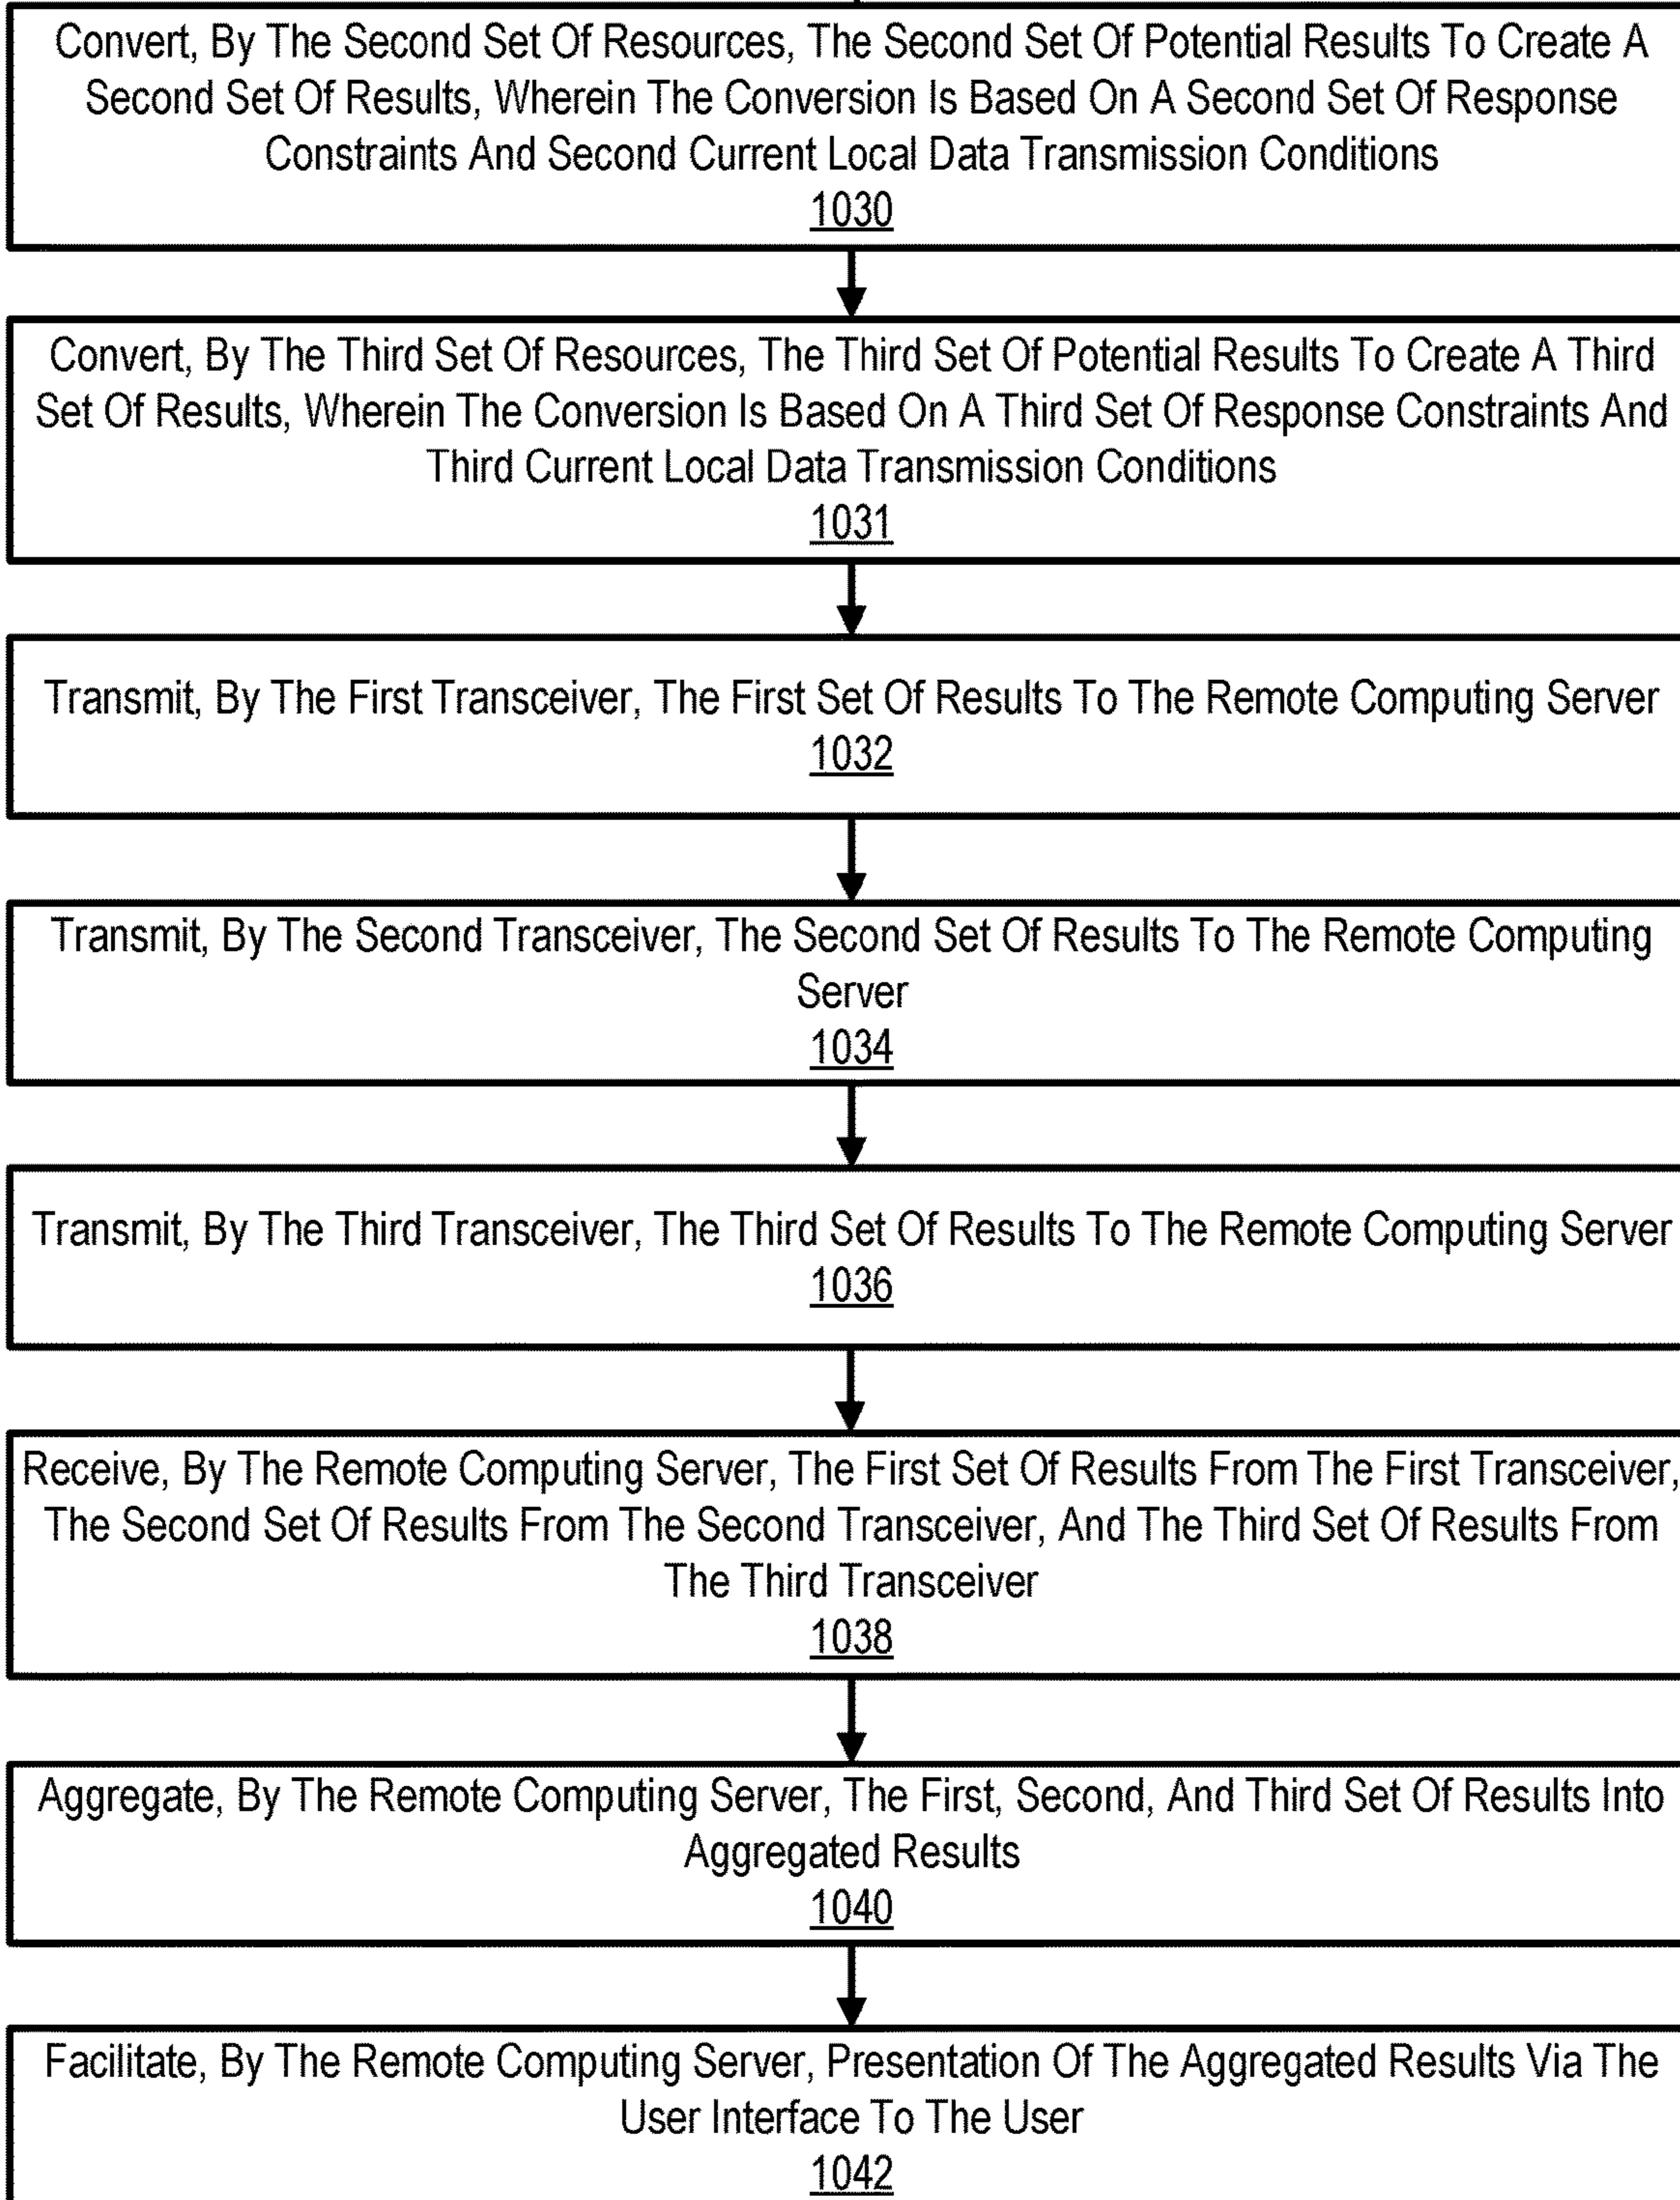 Convert, By The Second Set Of Resources, The Second Set Of Potential Results To Create A
Second Set Of Results, Wherein The Conversion Is Based On A Second Set Of Response
Constraints And Second Current Local Data Transmission Conditions
1030
Convert, By The Third Set Of Resources, The Third Set Of Potential Results To Create A Third
Set Of Results, Wherein The Conversion Is Based On A Third Set Of Response Constraints And
Third Current Local Data Transmission Conditions
1031
Transmit, By The First Transceiver, The First Set Of Results To The Remote Computing Server
1032
Transmit, By The Second Transceiver, The Second Set Of Results To The Remote Computing
Server
1034
Transmit, By The Third Transceiver, The Third Set Of Results To The Remote Computing Server
1036
Receive, By The Remote Computing Server, The First Set Of Results From The First Transceiver,
The Second Set Of Results From The Second Transceiver, And The Third Set Of Results From
The Third Transceiver
1038
Aggregate, By The Remote Computing Server, The First, Second, And Third Set Of Results Into
Aggregated Results
1040
Facilitate, By The Remote Computing Server, Presentation Of The Aggregated Results Via The
User Interface To The User
1042